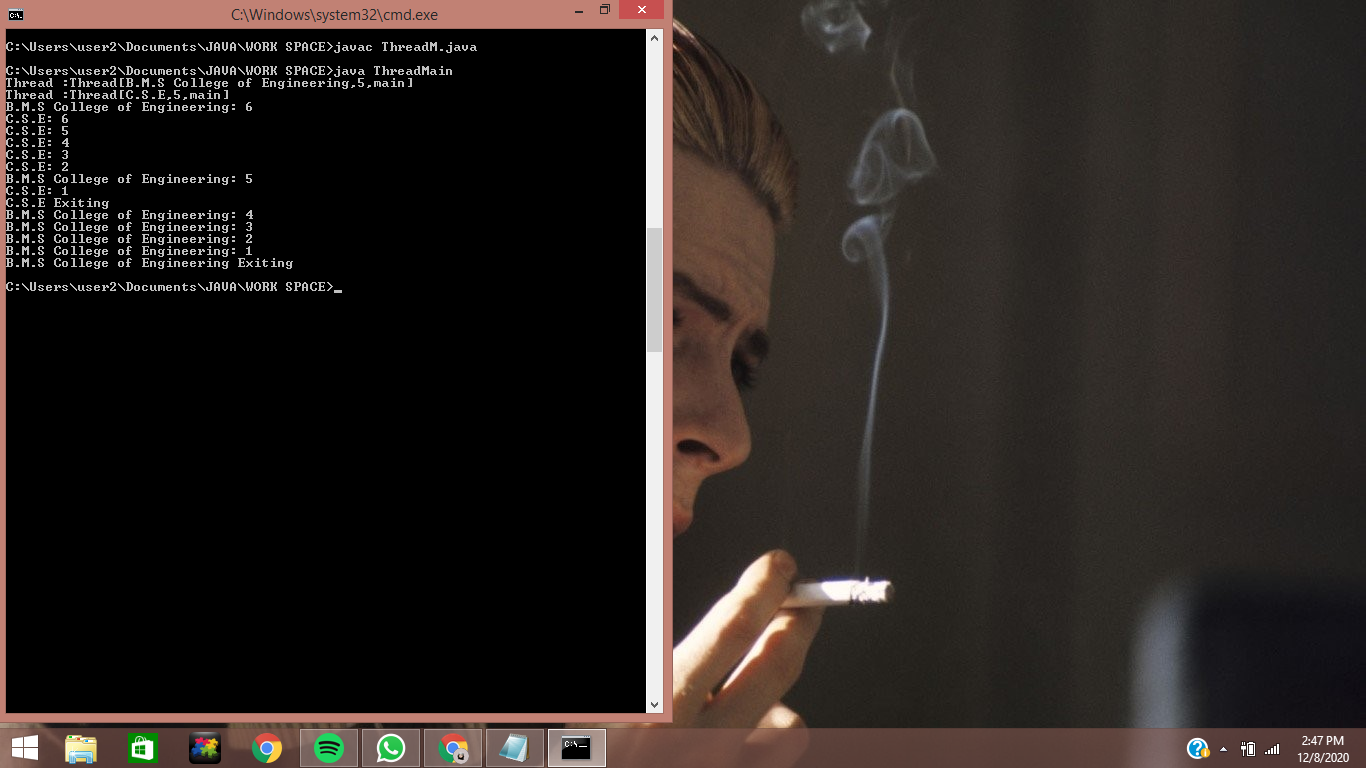 C:\Windows\system32\cmd.exe
C:\Users\user2\Documents\JAVA\WORK SPACE>javac ThreadM.java
C:\Users\user2\Documents\JAVA\WORK SPACE>java ThreadMain
Thread :Thread[B.M.S College of Engineering,5,main]
Thread :Thread[C.S.E,5,main]
B.M.S College of Engineering: 6
C.S.E: 6
C.S.E: 5
C.S.E: 4
C.S.E: 3
C.S.E: 2
B.M.S College of Engineering: 5
C.S.E: 1
C.S.E Exiting
B.M.S College of Engineering: 4
B.M.S College of Engineering: 3
B.M.S College of Engineering: 2
B.M.S College of Engineering: 1
B.M.S College of Engineering Exiting
C:\Users\user2\Documents\JAVA\WORK SPACE>_
2:47 PM
12/8/2020